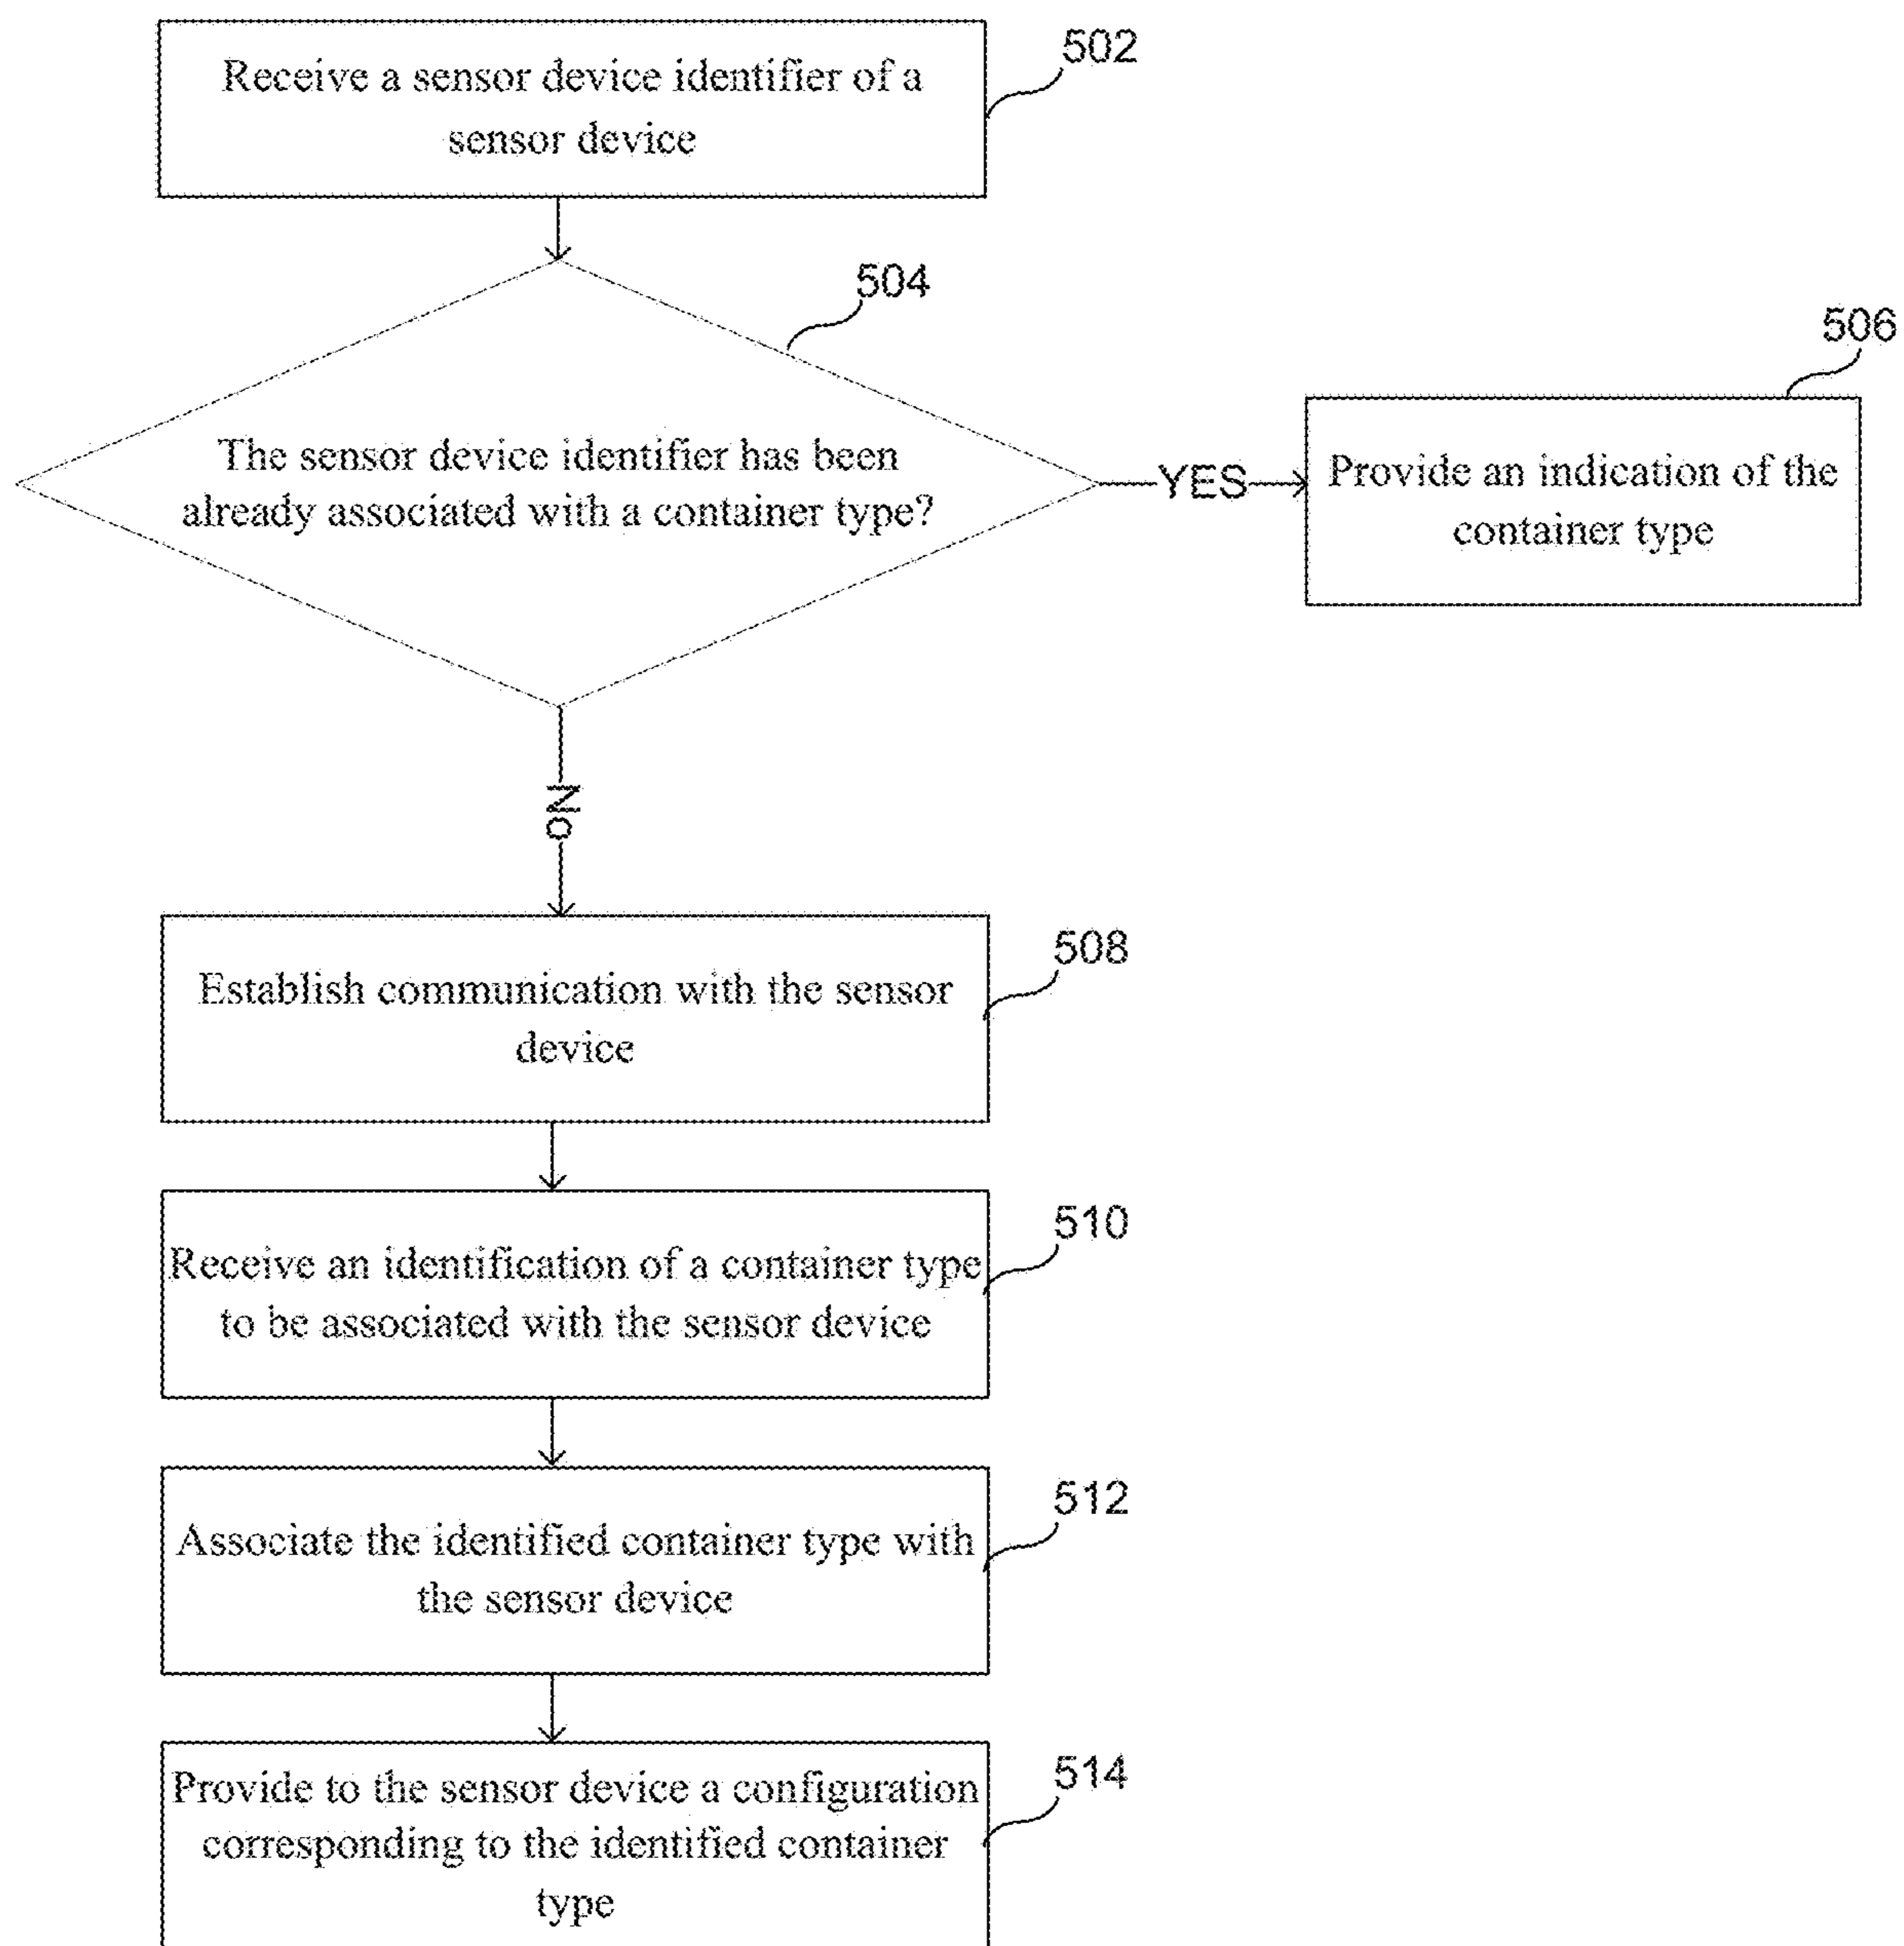 502
Receive a sensor device identifier of a
sensor device
504
506
The sensor device identifier has been
already associated with a container type?
YES
Provide an indication of the
container type
No
508
Establish communication with the sensor
device
510
Receive an identification of a container type
to be associated with the sensor device
512
Associate the identified container type with
the sensor device
514
Provide to the sensor device a configuration
corresponding to the identified container
type